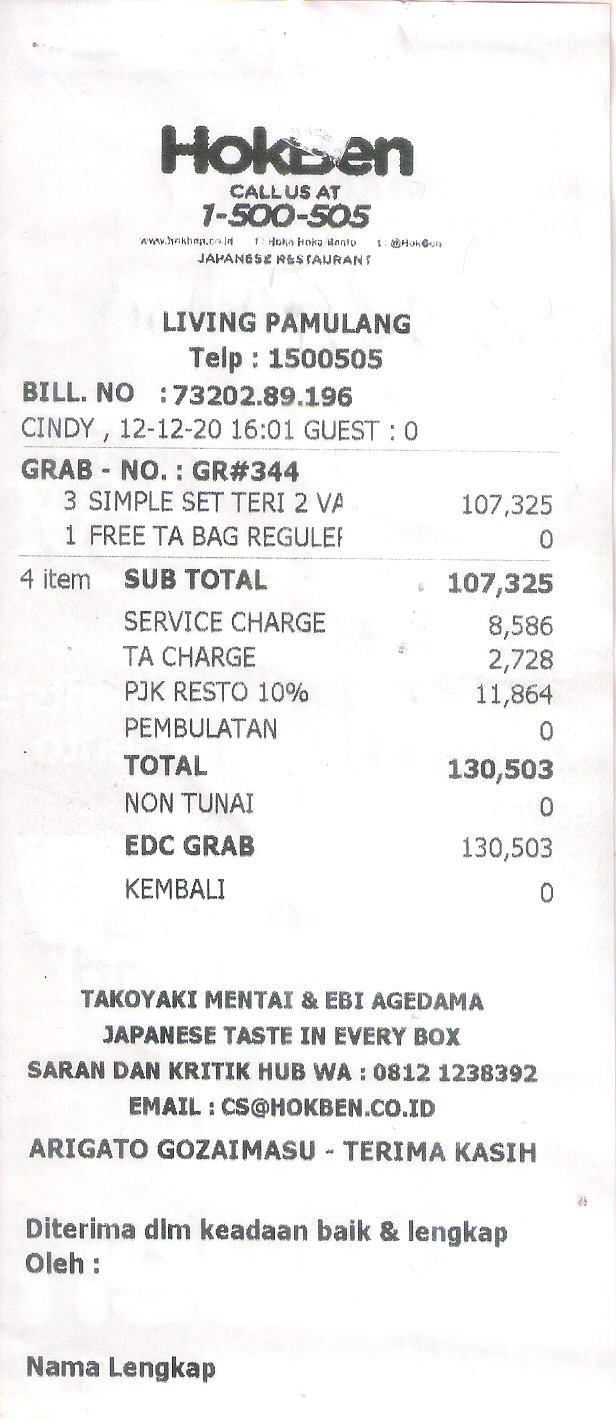 HokBen
CALL US AT
1-500-505
www.hokben.co.id f : Hoka Hoka Bento t : @HokBen
JAPANESE RESTAURANT
LIVING PAMULANG
Telp : 1500505
BILL. NO : 73202.89.196
CINDY , 12-12-20 16:01 GUEST : 0
GRAB - NO. : GR#344
3 SIMPLE SET TERI 2 VA 107,325
1 FREE TA BAG REGULER 0
4 item SUB TOTAL 107,325
SERVICE CHARGE 8,586
TA CHARGE 2,728
PJK RESTO 10% 11,864
PEMBULATAN 0
TOTAL 130,503
NON TUNAI 0
EDC GRAB 130,503
KEMBALI 0
TAKOYAKI MENTAI & EBI AGEDAMA
JAPANESE TASTE IN EVERY BOX
SARAN DAN KRITIK HUB WA : 0812 1238392
EMAIL : CS@HOKBEN.CO.ID
ARIGATO GOZAIMASU - TERIMA KASIH
Diterima dlm keadaan baik & lengkap
Oleh :
Nama Lengkap